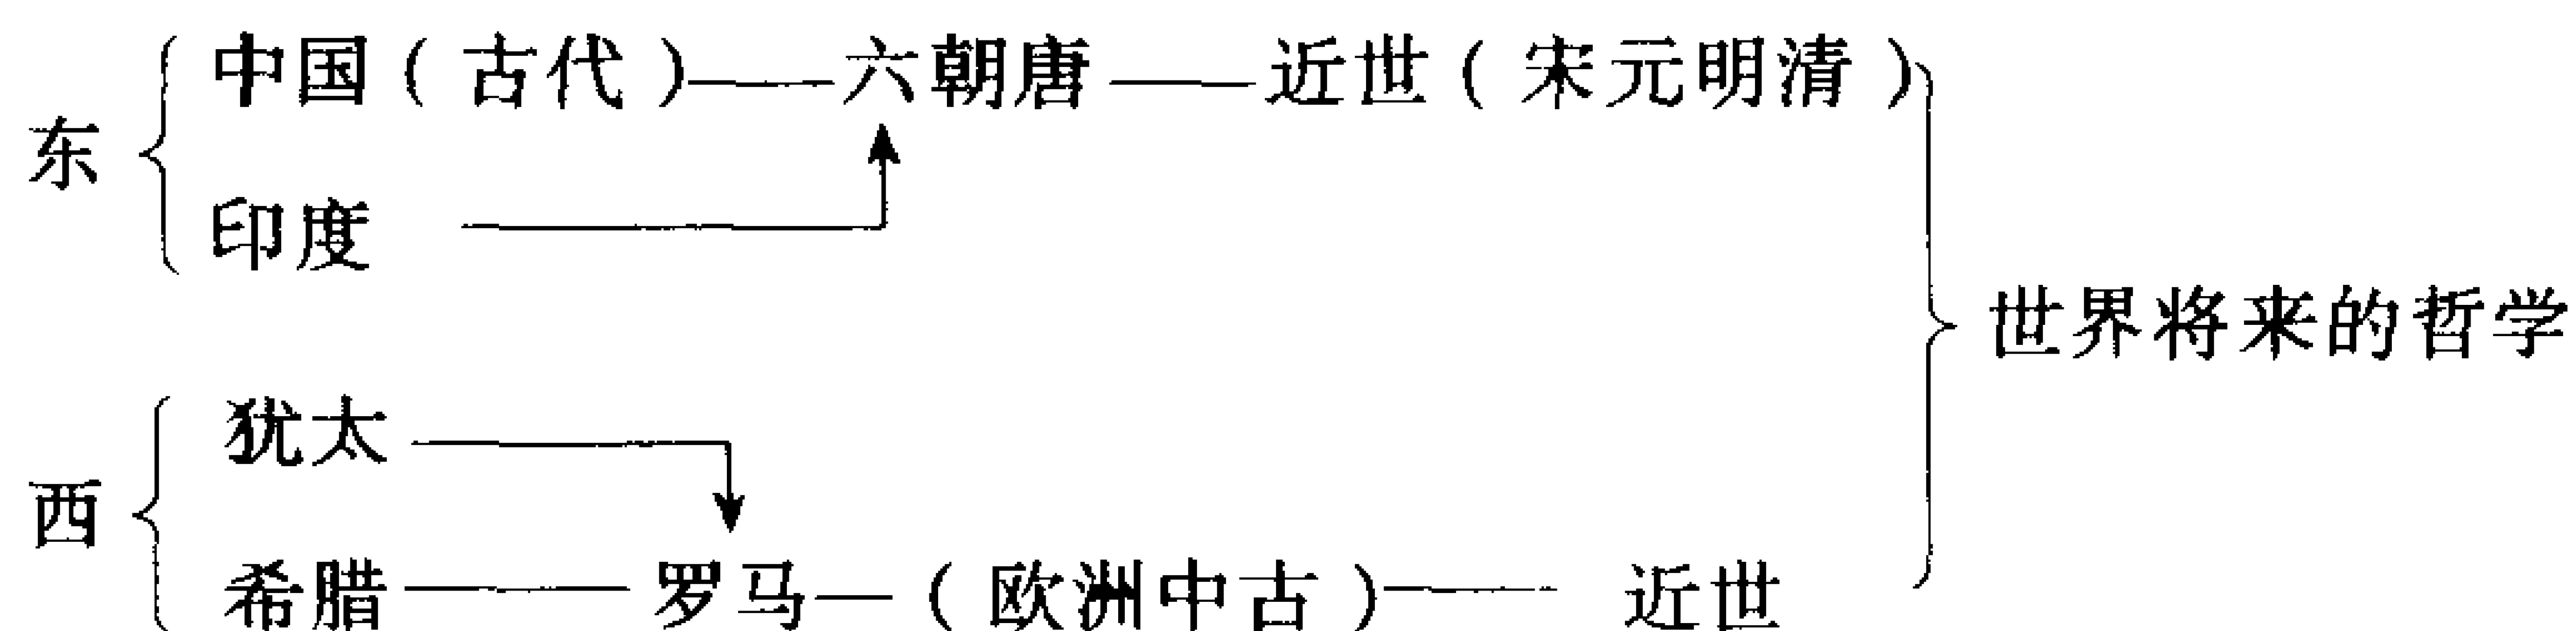 中国(古代)——六朝唐——近世(宋元明清)
东
印度
世界将来的哲学
犹太
西
希腊——罗马—(欧洲中古)——近世